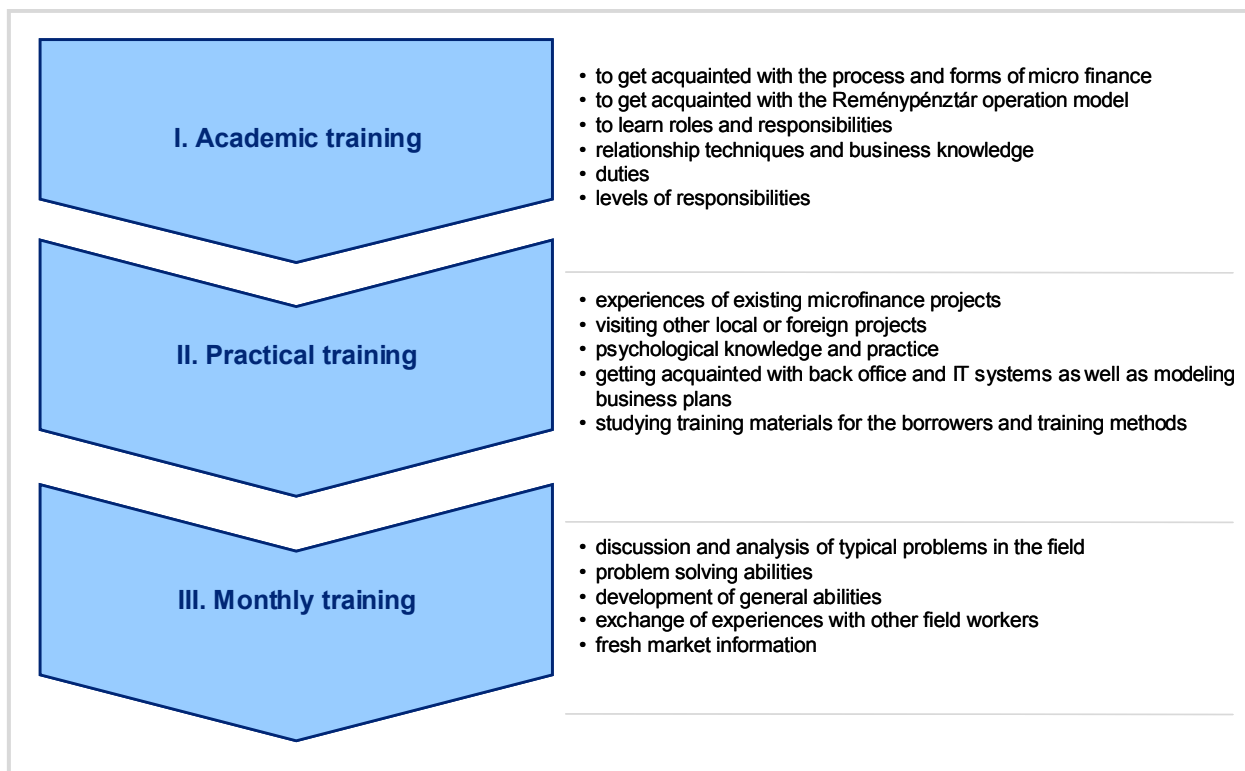 I. Academic training
• to get acquainted with the process and forms of micro finance
• to get acquainted with the Reménypénztár operation model
• to learn roles and responsibilities
• relationship techniques and business knowledge
• duties
• levels of responsibilities
II. Practical training
• experiences of existing microfinance projects
• visiting other local or foreign projects
• psychological knowledge and practice
• getting acquainted with back office and IT systems as well as modeling
business plans
• studying training materials for the borrowers and training methods
III. Monthly training
• discussion and analysis of typical problems in the field
• problem solving abilities
• development of general abilities
• exchange of experiences with other field workers
• fresh market information